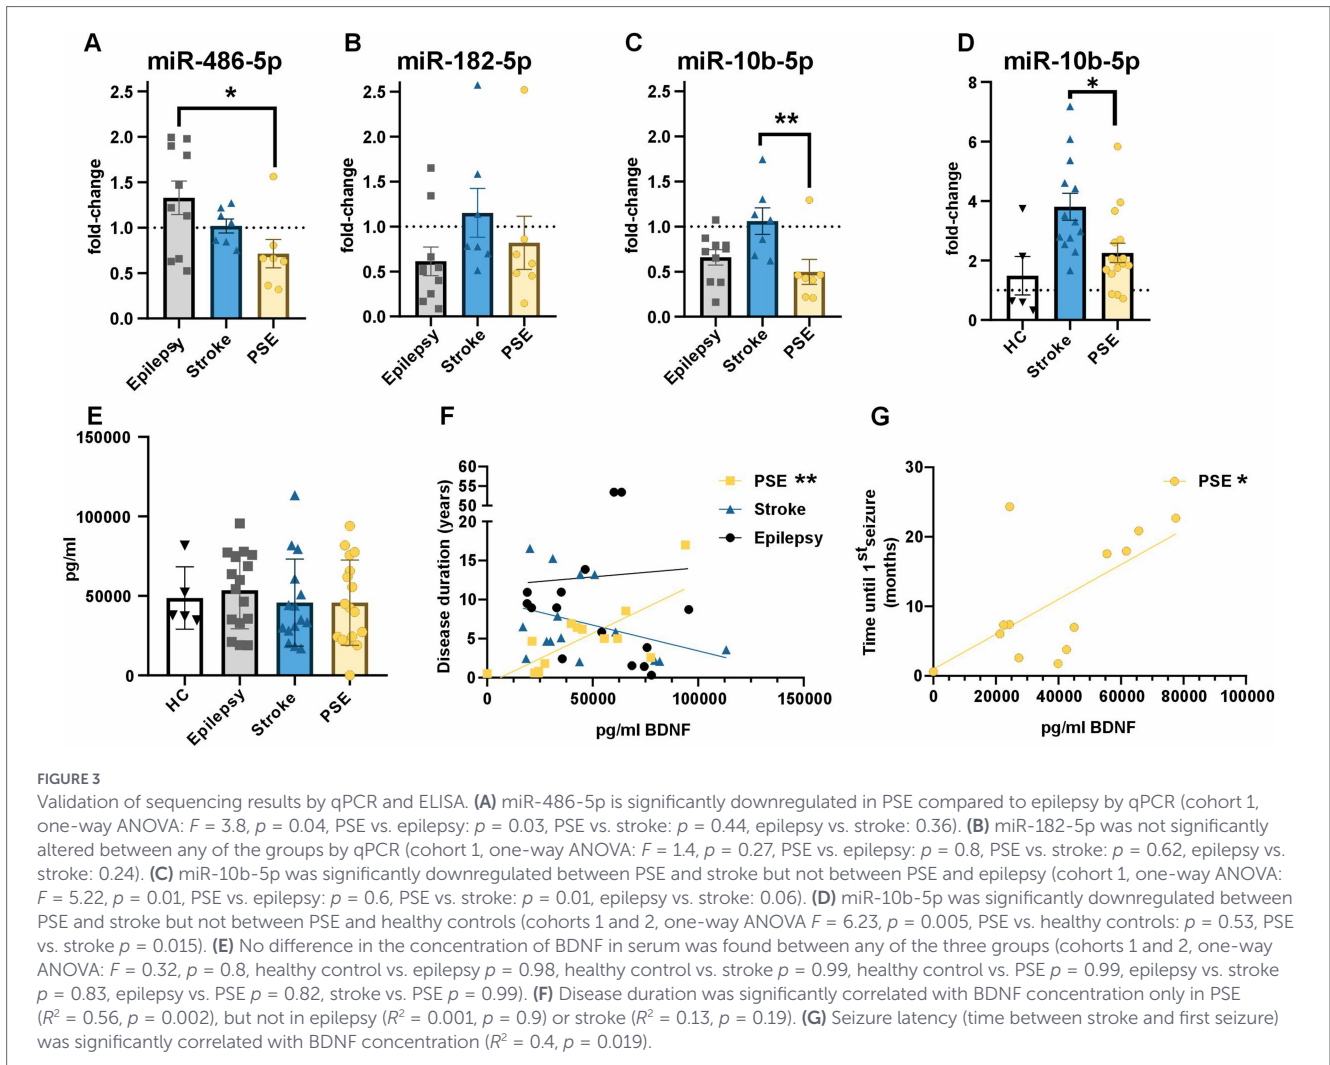 A
miR-486-5p
fold-change
2.5
2.0
1.5
1.0
0.5
0.0
*
Epilepsy
Stroke
PSE
B
miR-182-5p
fold-change
2.5
2.0
1.5
1.0
0.5
0.0
Epilepsy
Stroke
PSE
C
miR-10b-5p
fold-change
2.5
2.0
1.5
1.0
0.5
0.0
**
Epilepsy
Stroke
PSE
D
miR-10b-5p
fold-change
8
6
4
2
0
*
HC
Stroke
PSE
E
pg/ml
150000
100000
50000
0
HC
Epilepsy
Stroke
PSE
F
Disease duration (years)
60
55
50
20
15
10
5
0
0
50000
100000
150000
pg/ml BDNF
PSE **
Stroke
Epilepsy
G
Time until 1st seizure
(months)
30
20
10
0
0
20000
40000
60000
80000
100000
pg/ml BDNF
PSE *
FIGURE 3
Validation of sequencing results by qPCR and ELISA. (A) miR-486-5p is significantly downregulated in PSE compared to epilepsy by qPCR (cohort 1,
one-way ANOVA: F = 3.8, p = 0.04, PSE vs. epilepsy: p = 0.03, PSE vs. stroke: p = 0.44, epilepsy vs. stroke: 0.36). (B) miR-182-5p was not significantly
altered between any of the groups by qPCR (cohort 1, one-way ANOVA: F = 1.4, p = 0.27, PSE vs. epilepsy: p = 0.8, PSE vs. stroke: p = 0.62, epilepsy vs.
stroke: 0.24). (C) miR-10b-5p was significantly downregulated between PSE and stroke but not between PSE and epilepsy (cohort 1, one-way ANOVA:
F = 5.22, p = 0.01, PSE vs. epilepsy: p = 0.6, PSE vs. stroke: p = 0.01, epilepsy vs. stroke: 0.06). (D) miR-10b-5p was significantly downregulated between
PSE and stroke but not between PSE and healthy controls (cohorts 1 and 2, one-way ANOVA F = 6.23, p = 0.005, PSE vs. healthy controls: p = 0.53, PSE
vs. stroke p = 0.015). (E) No difference in the concentration of BDNF in serum was found between any of the three groups (cohorts 1 and 2, one-way
ANOVA: F = 0.32, p = 0.8, healthy control vs. epilepsy p = 0.98, healthy control vs. stroke p = 0.99, healthy control vs. PSE p = 0.99, epilepsy vs. stroke
p = 0.83, epilepsy vs. PSE p = 0.82, stroke vs. PSE p = 0.99). (F) Disease duration was significantly correlated with BDNF concentration only in PSE
(R² = 0.56, p = 0.002), but not in epilepsy (R² = 0.001, p = 0.9) or stroke (R² = 0.13, p = 0.19). (G) Seizure latency (time between stroke and first seizure)
was significantly correlated with BDNF concentration (R² = 0.4, p = 0.019).